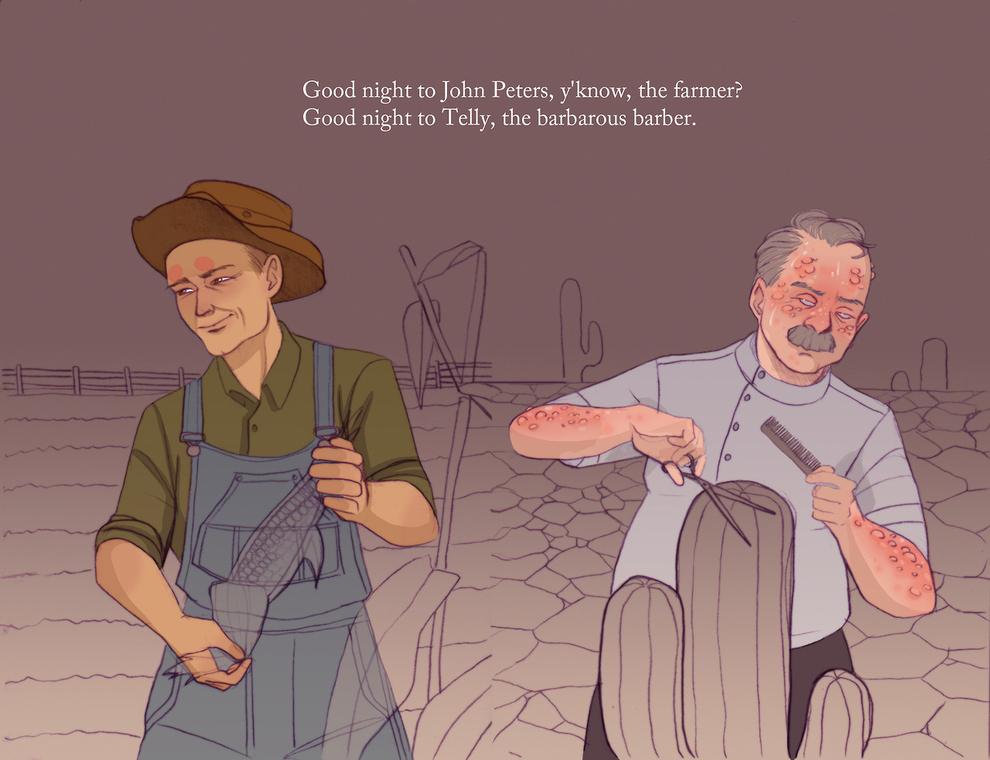 Good night to John Peters, y'know, the farmer?
Good night to Telly, the barbarous barber.